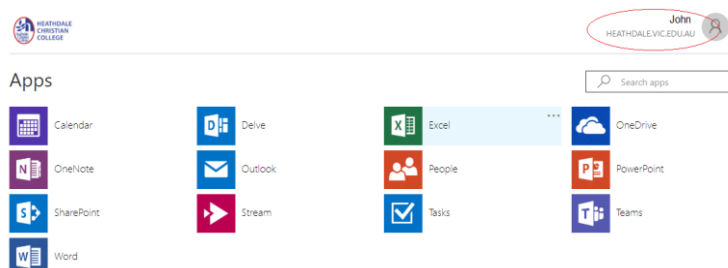 HEATHDALE
CHRISTIAN
COLLEGE
John
HEATHDALE.VIC.EDU.AU
Apps
Search apps
Calendar
Delve
Excel
OneDrive
OneNote
Outlook
People
PowerPoint
SharePoint
Stream
Tasks
Teams
Word